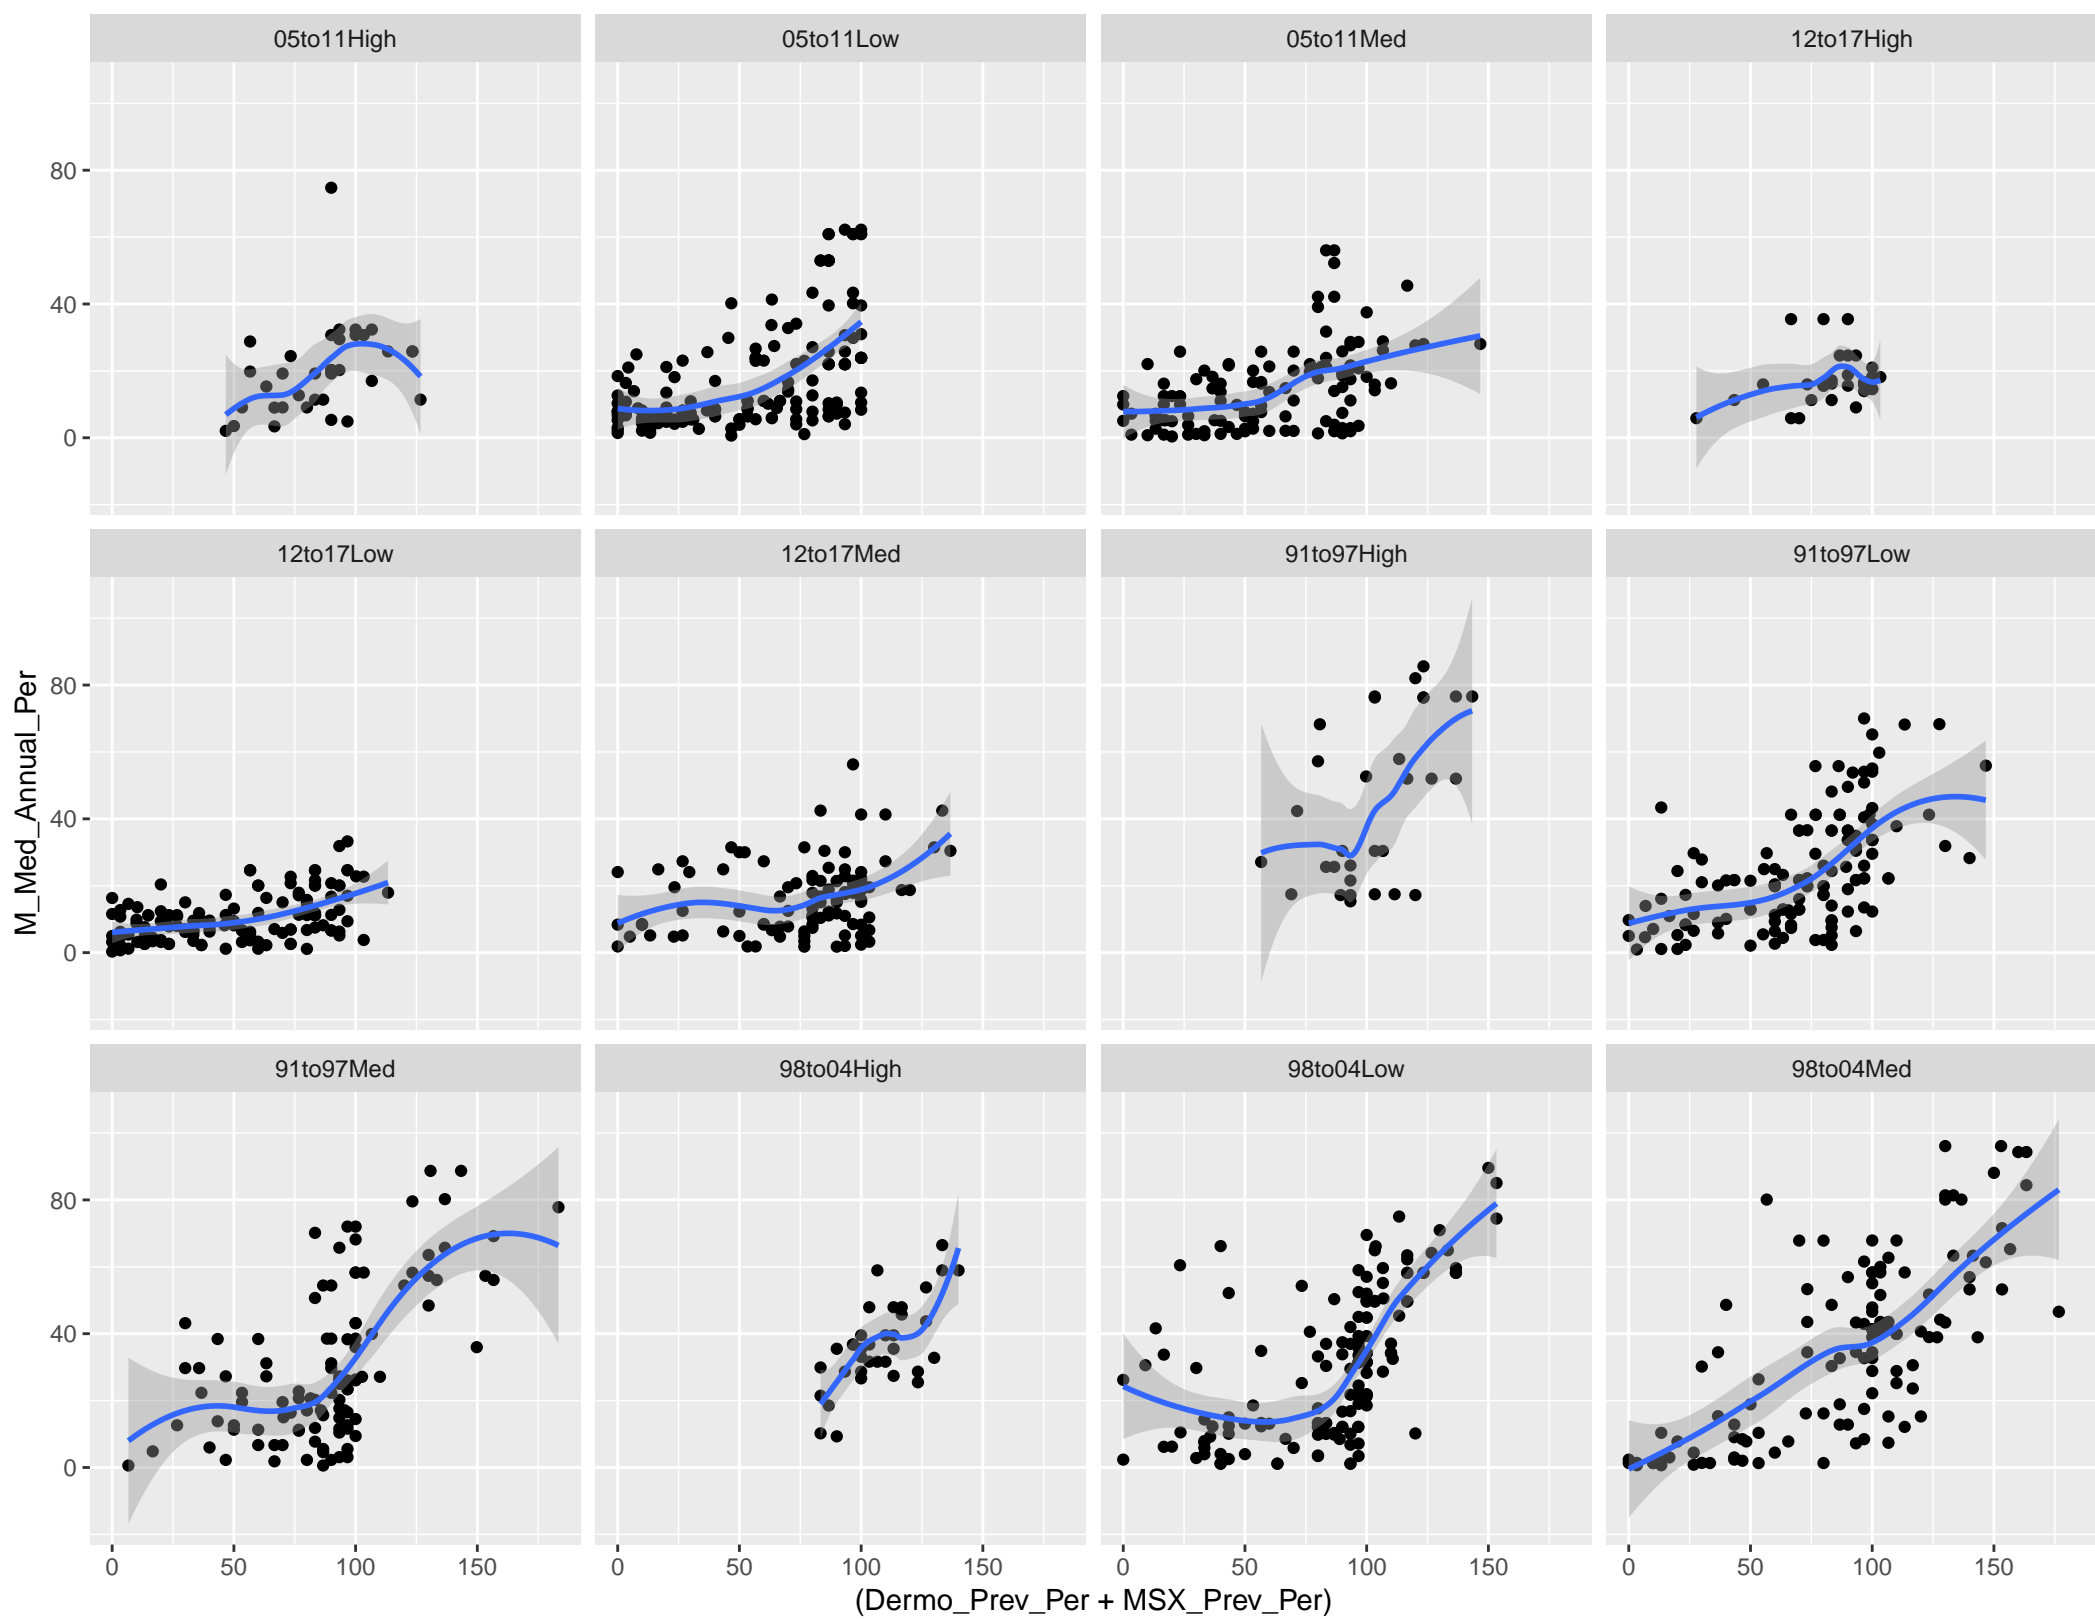 05to11High 05to11Low 05to11Med 12to17High
80
40
0
12to17Low 12to17Med 91to97High 91to97Low
M_Med_Annual_Per
80
40
0
91to97Med 98to04High 98to04Low 98to04Med
80
40
0
0 50 100 150 0 50 100 150 0 50 100 150 0 50 100 150
(Dermo_Prev_Per + MSX_Prev_Per)